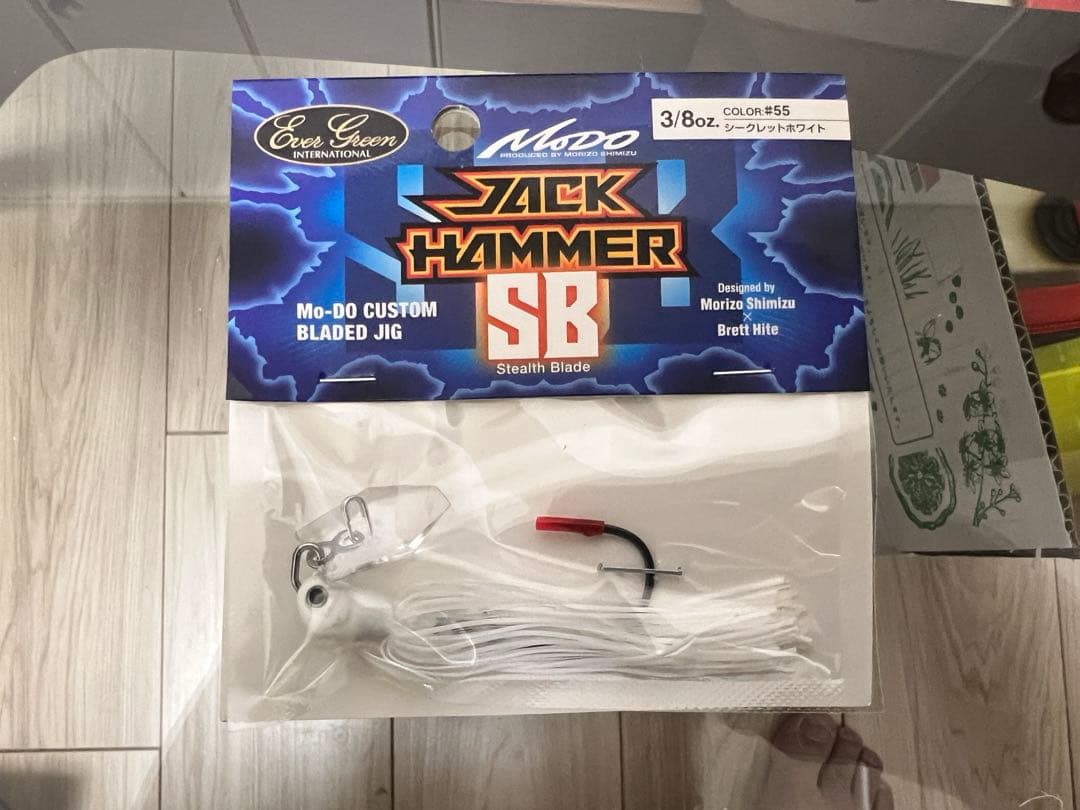 Ever Green
INTERNATIONAL
MoDO
PRODUCED BY MORIZO SHIMIZU
3/8oz.
COLOR:#55
シークレットホワイト
JACK
HAMMER
SB
Stealth Blade
Mo-DO CUSTOM
BLADED JIG
Designed by
Morizo Shimizu
×
Brett Hite